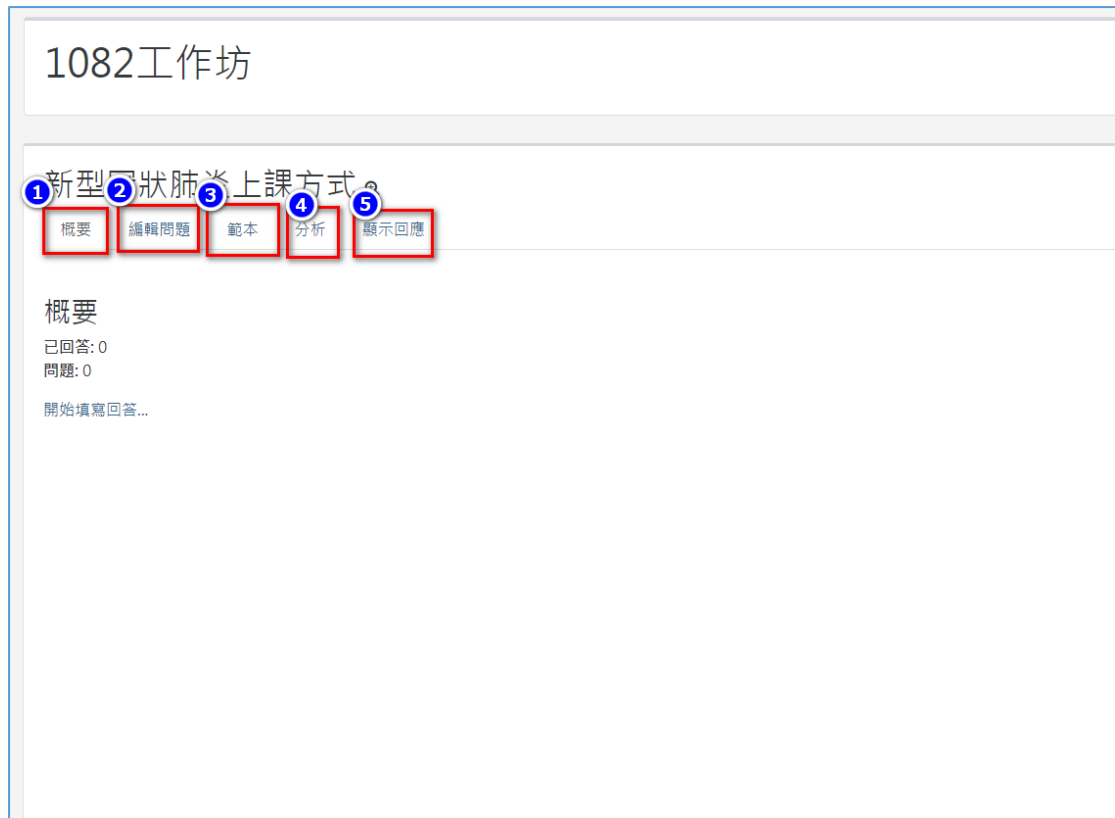 1082工作坊
新型 狀肺炎上課方式
1 2 3 4 5
概要 編輯問題 範本 分析 顯示回應
概要
已回答: 0
問題: 0
開始填寫回答...